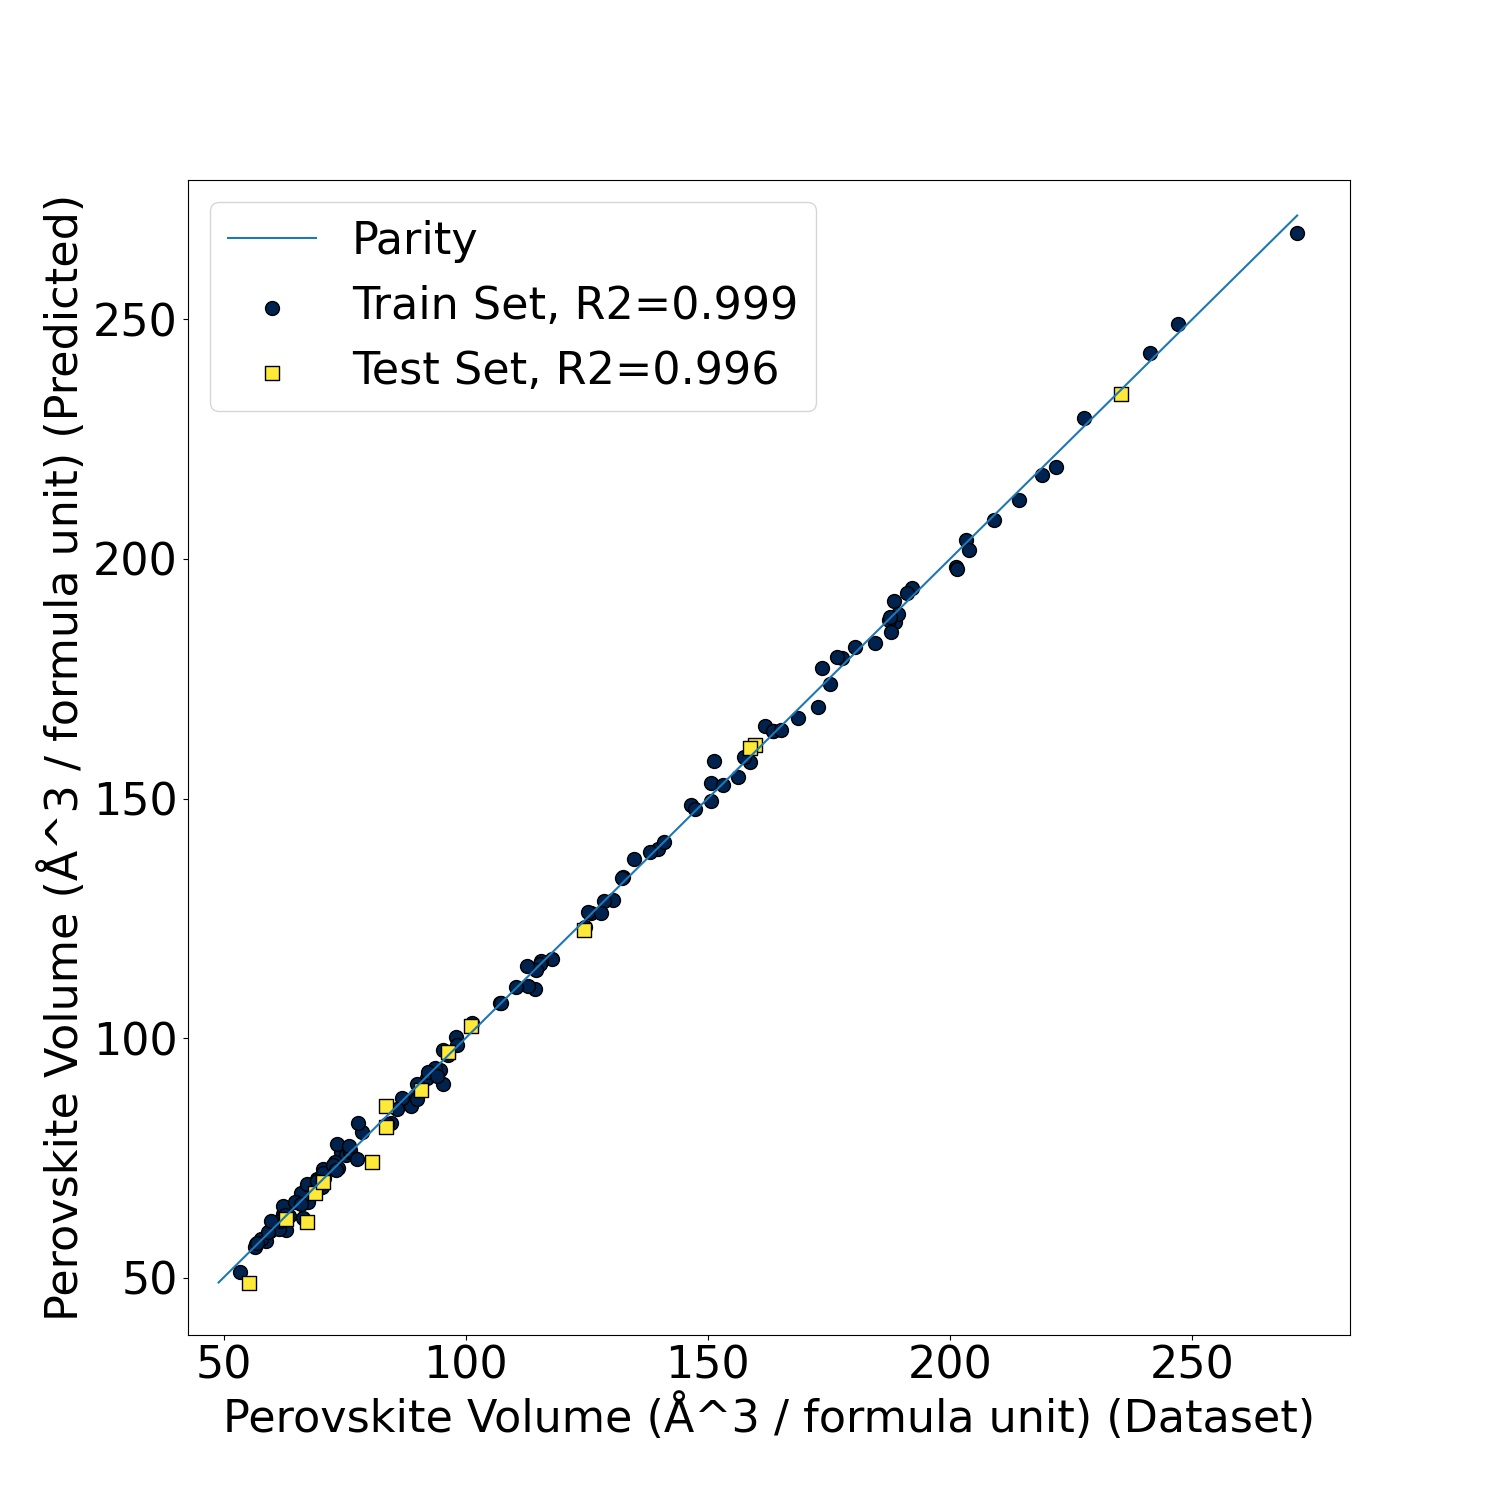 Parity
Train Set, R2=0.999
Test Set, R2=0.996
Perovskite Volume (Å^3 / formula unit) (Predicted)
250
200
150
100
50
50 100 150 200 250
Perovskite Volume (Å^3 / formula unit) (Dataset)